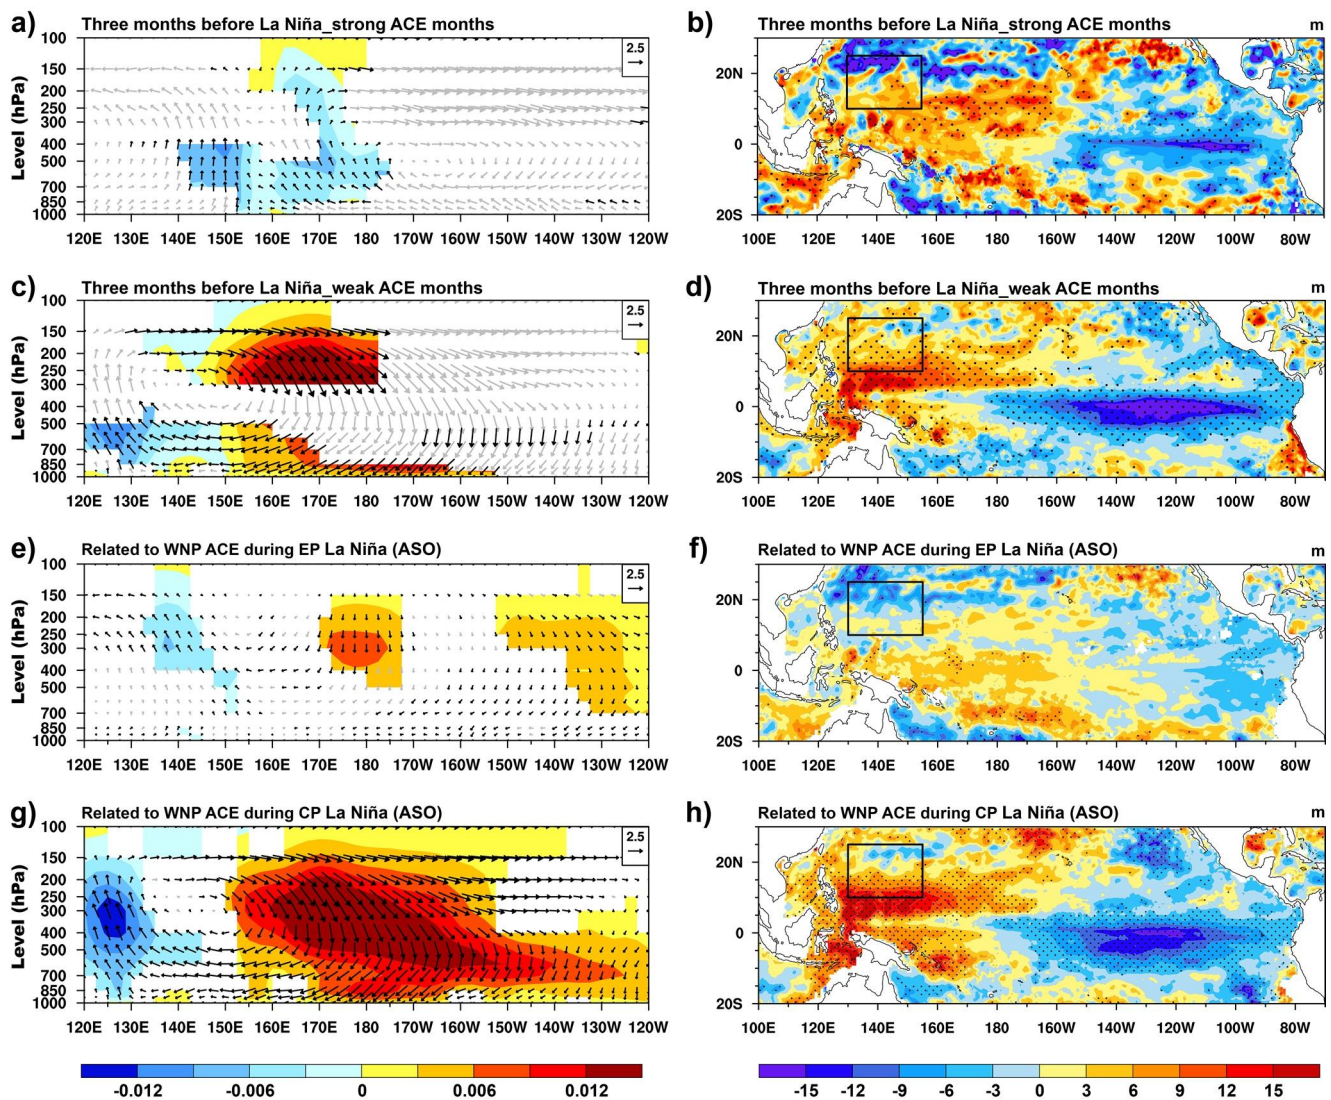 a) Three months before La Niña_strong ACE months
2.5
Level (hPa)
100
150
200
250
300
400
500
700
850
1000
120E 130E 140E 150E 160E 170E 180 170W 160W 150W 140W 130W 120W
b) Three months before La Niña_strong ACE months m
20N
0
20S
100E 120E 140E 160E 180 160W 140W 120W 100W 80W
c) Three months before La Niña_weak ACE months
2.5
Level (hPa)
100
150
200
250
300
400
500
700
850
1000
120E 130E 140E 150E 160E 170E 180 170W 160W 150W 140W 130W 120W
d) Three months before La Niña_weak ACE months m
20N
0
20S
100E 120E 140E 160E 180 160W 140W 120W 100W 80W
e) Related to WNP ACE during EP La Niña (ASO)
2.5
Level (hPa)
100
150
200
250
300
400
500
700
850
1000
120E 130E 140E 150E 160E 170E 180 170W 160W 150W 140W 130W 120W
f) Related to WNP ACE during EP La Niña (ASO) m
20N
0
20S
100E 120E 140E 160E 180 160W 140W 120W 100W 80W
g) Related to WNP ACE during CP La Niña (ASO)
2.5
Level (hPa)
100
150
200
250
300
400
500
700
850
1000
120E 130E 140E 150E 160E 170E 180 170W 160W 150W 140W 130W 120W
h) Related to WNP ACE during CP La Niña (ASO) m
20N
0
20S
100E 120E 140E 160E 180 160W 140W 120W 100W 80W
-0.012 -0.006 0 0.006 0.012
-15 -12 -9 -6 -3 0 3 6 9 12 15